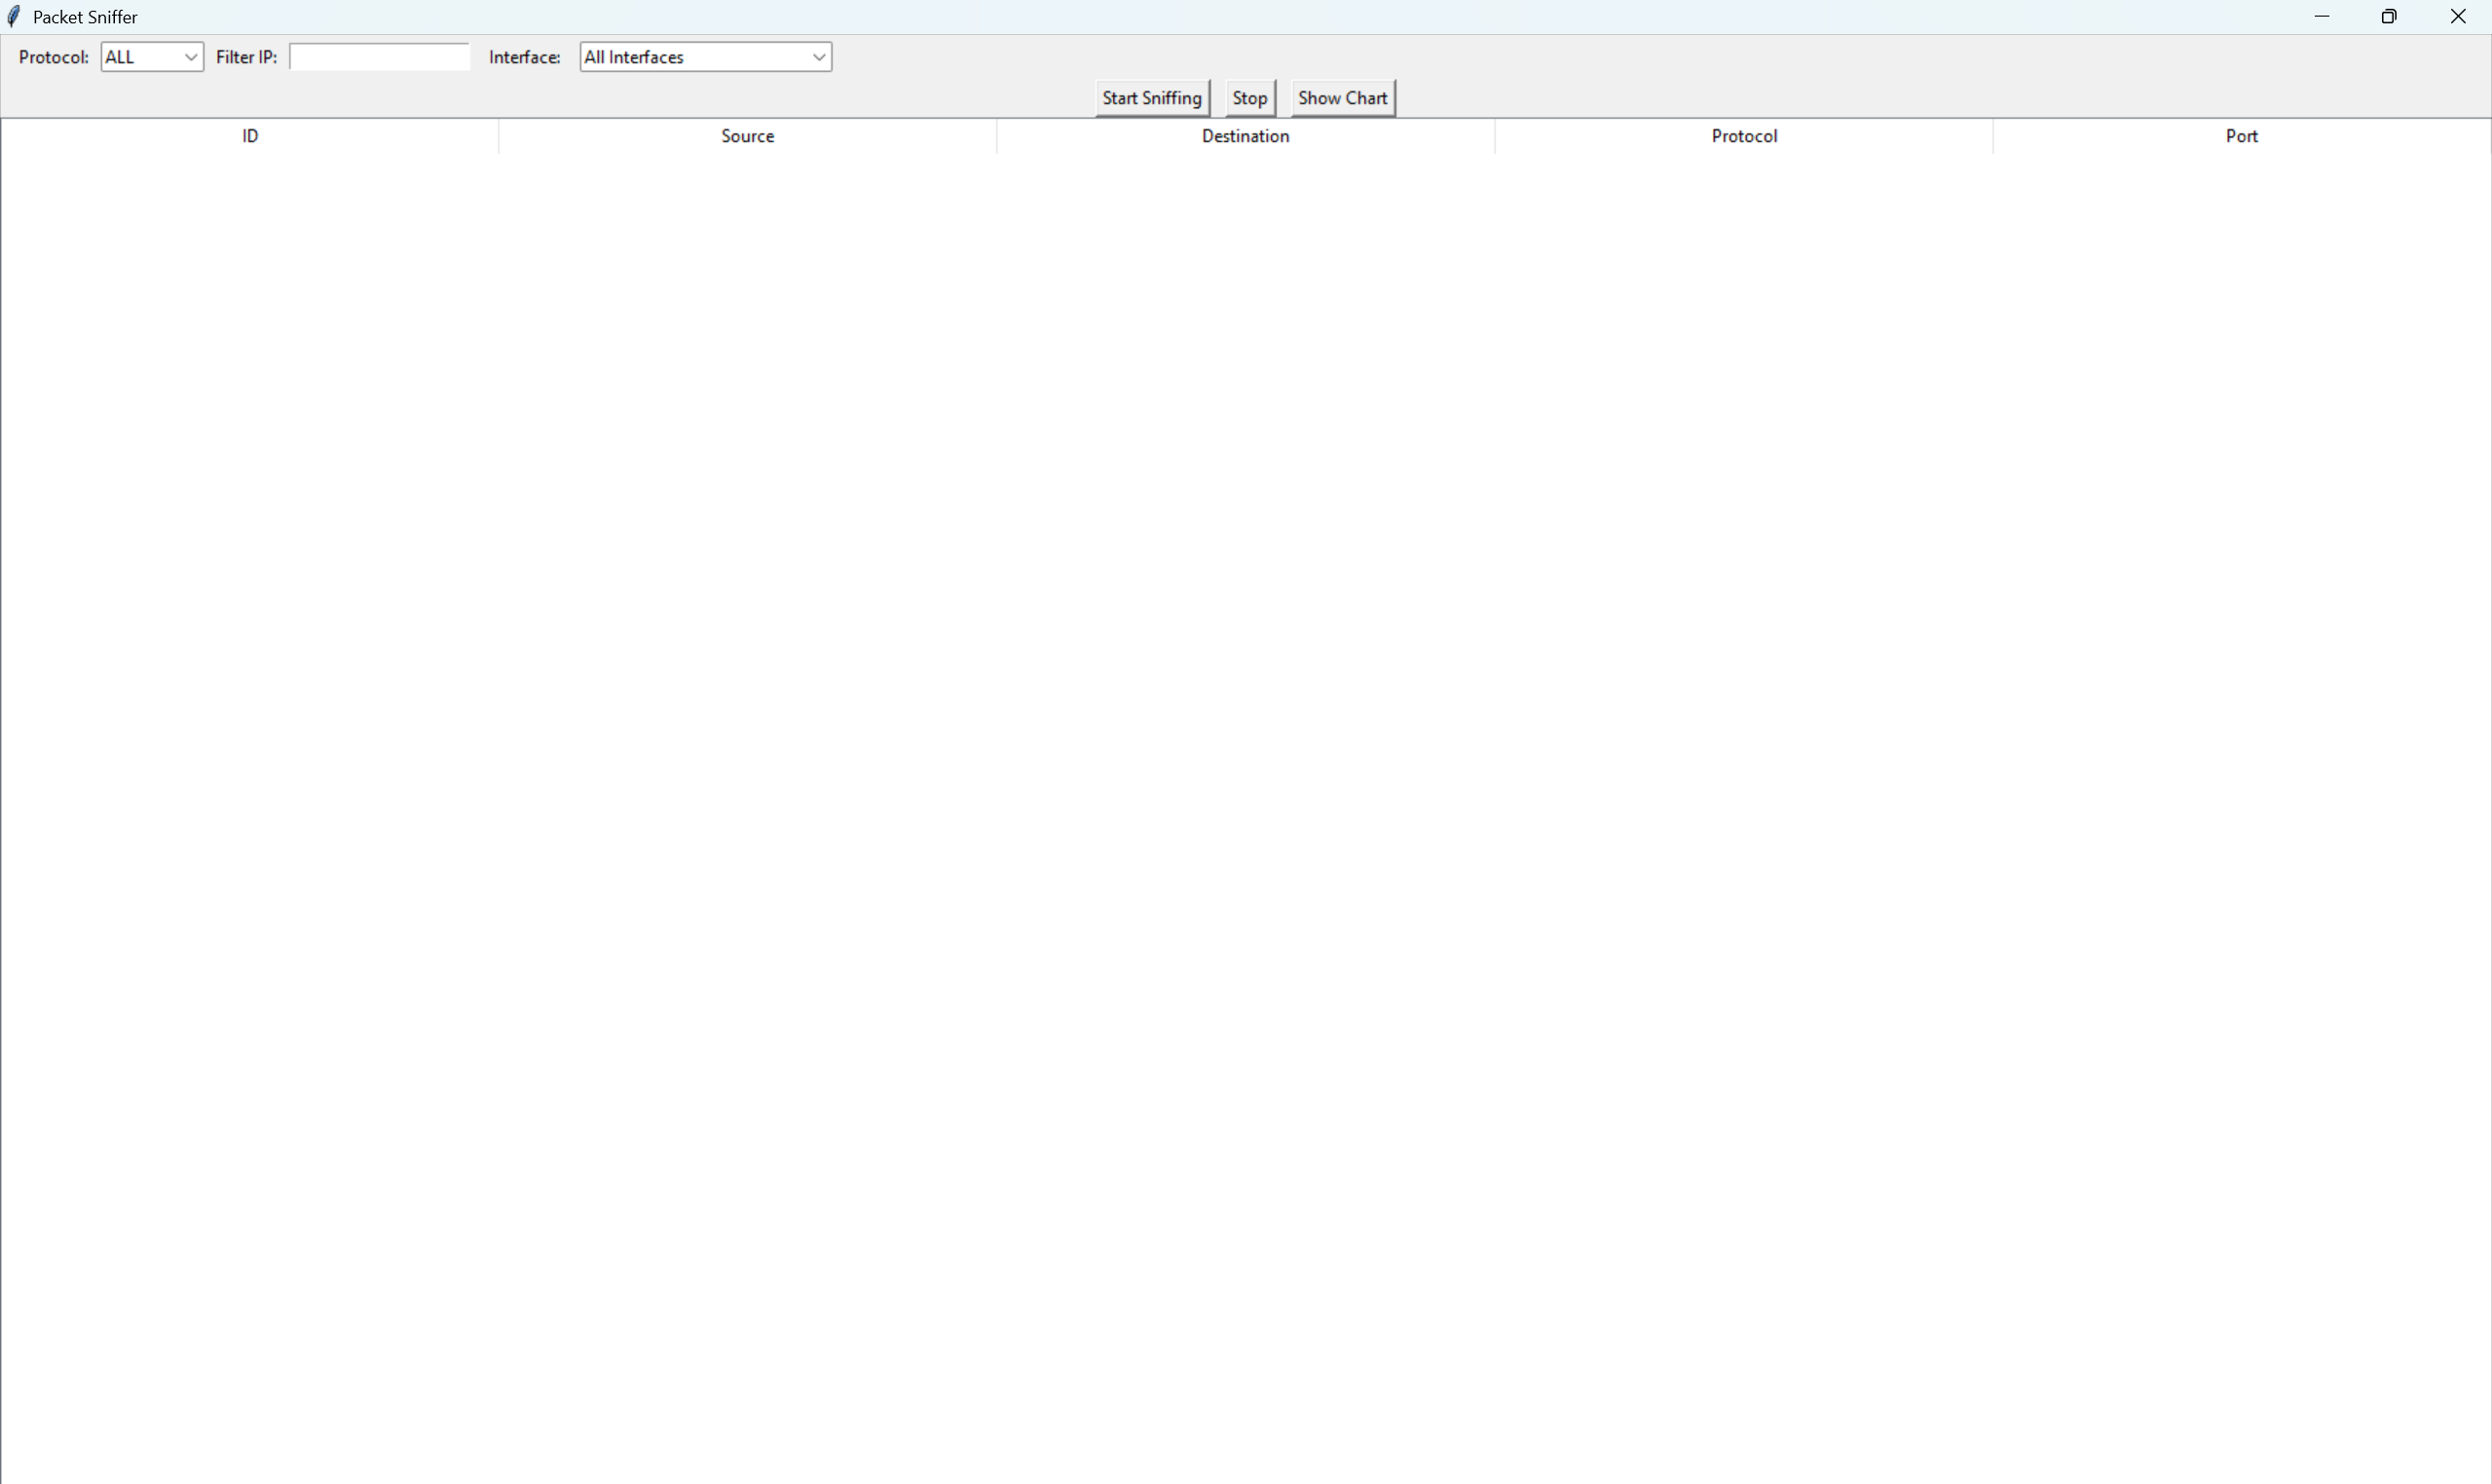 Packet Sniffer
Protocol: ALL Filter IP: Interface: All Interfaces
Start Sniffing Stop Show Chart
ID Source Destination Protocol Port